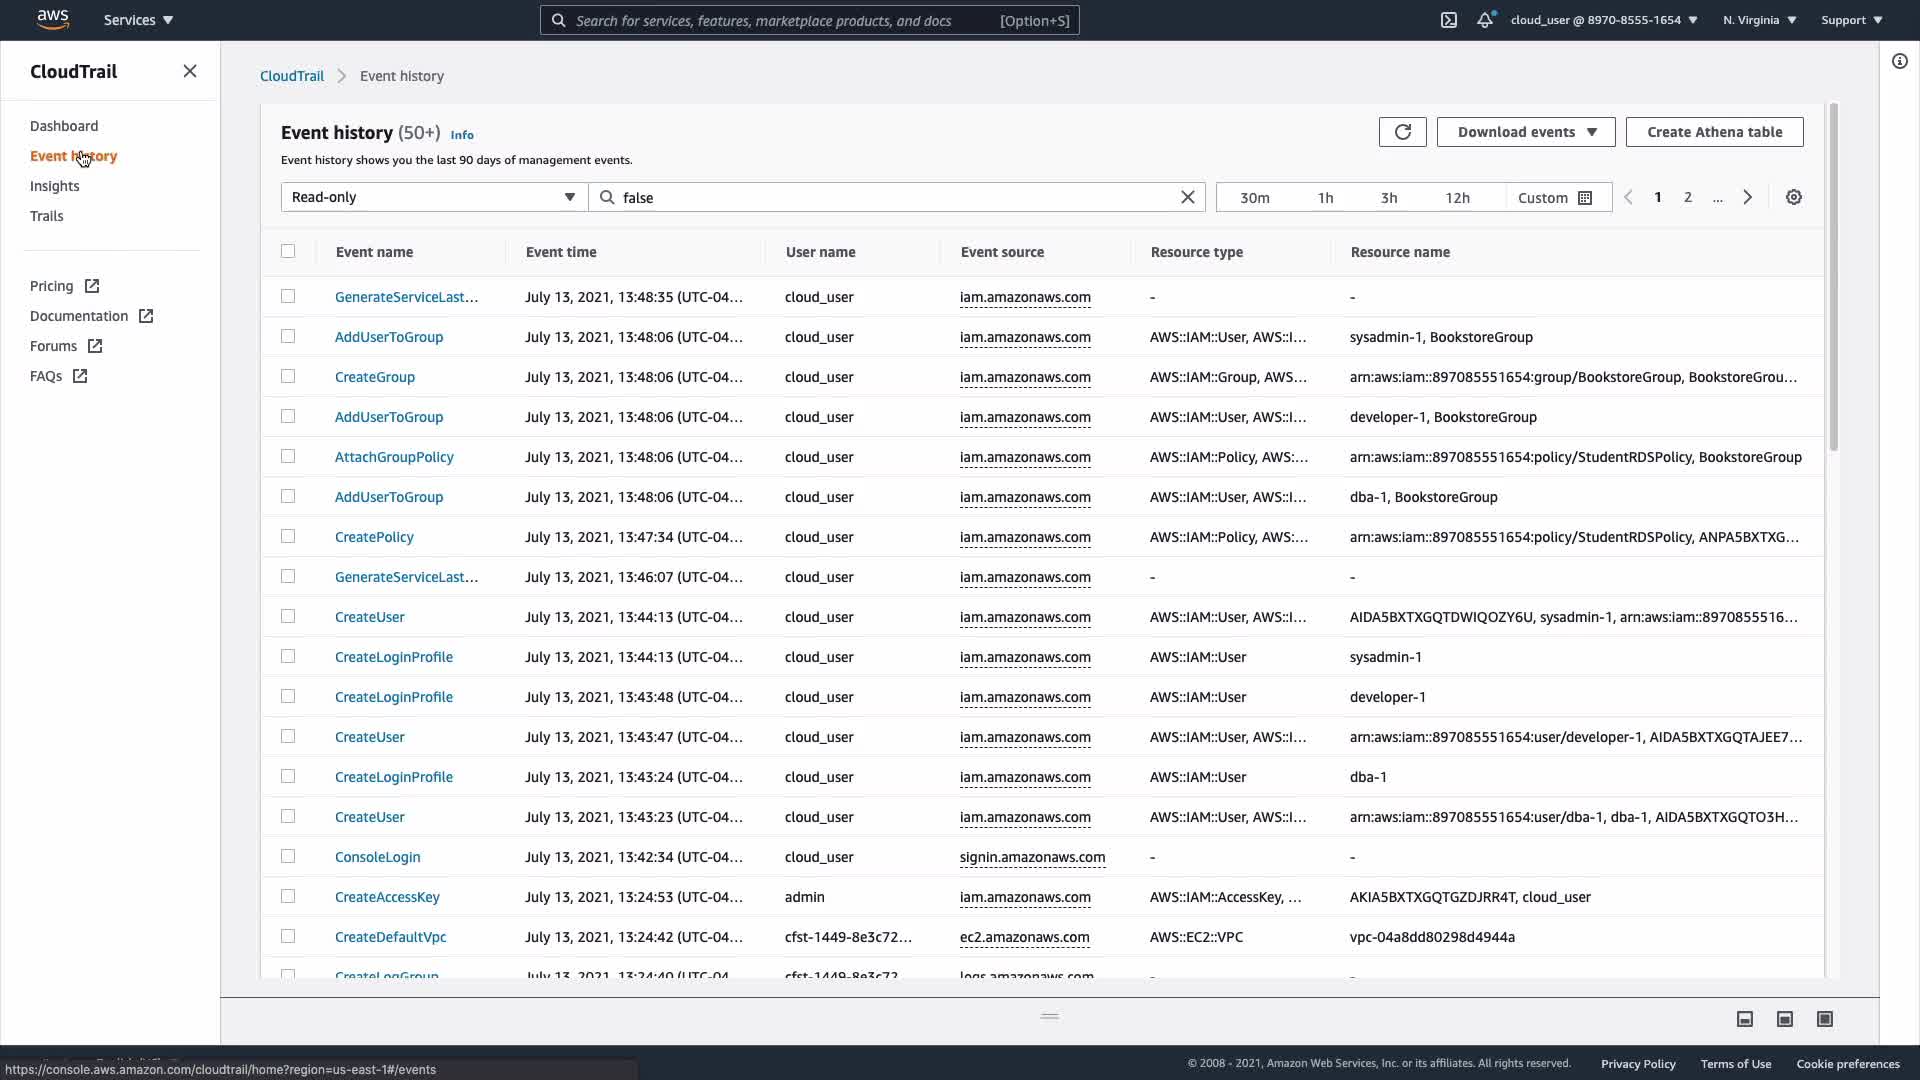 aws Services Search for services, features, marketplace products, and docs [Option+S] cloud_user @ 8970-8555-1654 N. Virginia Support
CloudTrail
Dashboard
Event history
Insights
Trails
Pricing
Documentation
Forums
FAQs
CloudTrail Event history
Event history (50+) Info
Event history shows you the last 90 days of management events.
Download events Create Athena table
Read-only false 30m 1h 3h 12h Custom 1 2 ...
Event name Event time User name Event source Resource type Resource name
GenerateServiceLast... July 13, 2021, 13:48:35 (UTC-04... cloud_user iam.amazonaws.com - -
AddUserToGroup July 13, 2021, 13:48:06 (UTC-04... cloud_user iam.amazonaws.com AWS::IAM::User, AWS::I... sysadmin-1, BookstoreGroup
CreateGroup July 13, 2021, 13:48:06 (UTC-04... cloud_user iam.amazonaws.com AWS::IAM::Group, AWS... arn:aws:iam::897085551654:group/BookstoreGroup, BookstoreGrou...
AddUserToGroup July 13, 2021, 13:48:06 (UTC-04... cloud_user iam.amazonaws.com AWS::IAM::User, AWS::I... developer-1, BookstoreGroup
AttachGroupPolicy July 13, 2021, 13:48:06 (UTC-04... cloud_user iam.amazonaws.com AWS::IAM::Policy, AWS:... arn:aws:iam::897085551654:policy/StudentRDSPolicy, BookstoreGroup
AddUserToGroup July 13, 2021, 13:48:06 (UTC-04... cloud_user iam.amazonaws.com AWS::IAM::User, AWS::I... dba-1, BookstoreGroup
CreatePolicy July 13, 2021, 13:47:34 (UTC-04... cloud_user iam.amazonaws.com AWS::IAM::Policy, AWS:... arn:aws:iam::897085551654:policy/StudentRDSPolicy, ANPA5BXTXG...
GenerateServiceLast... July 13, 2021, 13:46:07 (UTC-04... cloud_user iam.amazonaws.com - -
CreateUser July 13, 2021, 13:44:13 (UTC-04... cloud_user iam.amazonaws.com AWS::IAM::User, AWS::I... AIDA5BXTXGQTDWIQOZY6U, sysadmin-1, arn:aws:iam::8970855516...
CreateLoginProfile July 13, 2021, 13:44:13 (UTC-04... cloud_user iam.amazonaws.com AWS::IAM::User sysadmin-1
CreateLoginProfile July 13, 2021, 13:43:48 (UTC-04... cloud_user iam.amazonaws.com AWS::IAM::User developer-1
CreateUser July 13, 2021, 13:43:47 (UTC-04... cloud_user iam.amazonaws.com AWS::IAM::User, AWS::I... arn:aws:iam::897085551654:user/developer-1, AIDA5BXTXGQTAJEE7...
CreateLoginProfile July 13, 2021, 13:43:24 (UTC-04... cloud_user iam.amazonaws.com AWS::IAM::User dba-1
CreateUser July 13, 2021, 13:43:23 (UTC-04... cloud_user iam.amazonaws.com AWS::IAM::User, AWS::I... arn:aws:iam::897085551654:user/dba-1, dba-1, AIDA5BXTXGQTO3H...
ConsoleLogin July 13, 2021, 13:42:34 (UTC-04... cloud_user signin.amazonaws.com - -
CreateAccessKey July 13, 2021, 13:24:53 (UTC-04... admin iam.amazonaws.com AWS::IAM::AccessKey, ... AKIA5BXTXGQTGZDJRR4T, cloud_user
CreateDefaultVpc July 13, 2021, 13:24:42 (UTC-04... cfst-1449-8e3c72... ec2.amazonaws.com AWS::EC2::VPC vpc-04a8dd80298d4944a
CreateLogGroup July 13, 2021, 13:24:40 (UTC-04 cfst-1449-8e3c72 logs.amazonaws.com - -
© 2008 - 2021, Amazon Web Services, Inc. or its affiliates. All rights reserved. Privacy Policy Terms of Use Cookie preferences
https://console.aws.amazon.com/cloudtrail/home?region=us-east-1#/events